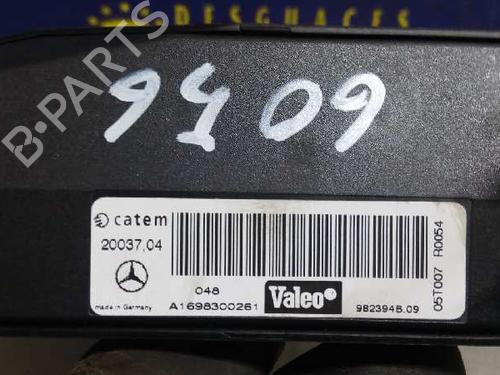 DESGUACES
9409
B-PARTS
catem
20037,04
048
made in Germany
A1698300261
Valeo
982394B.09
05T007 R0054